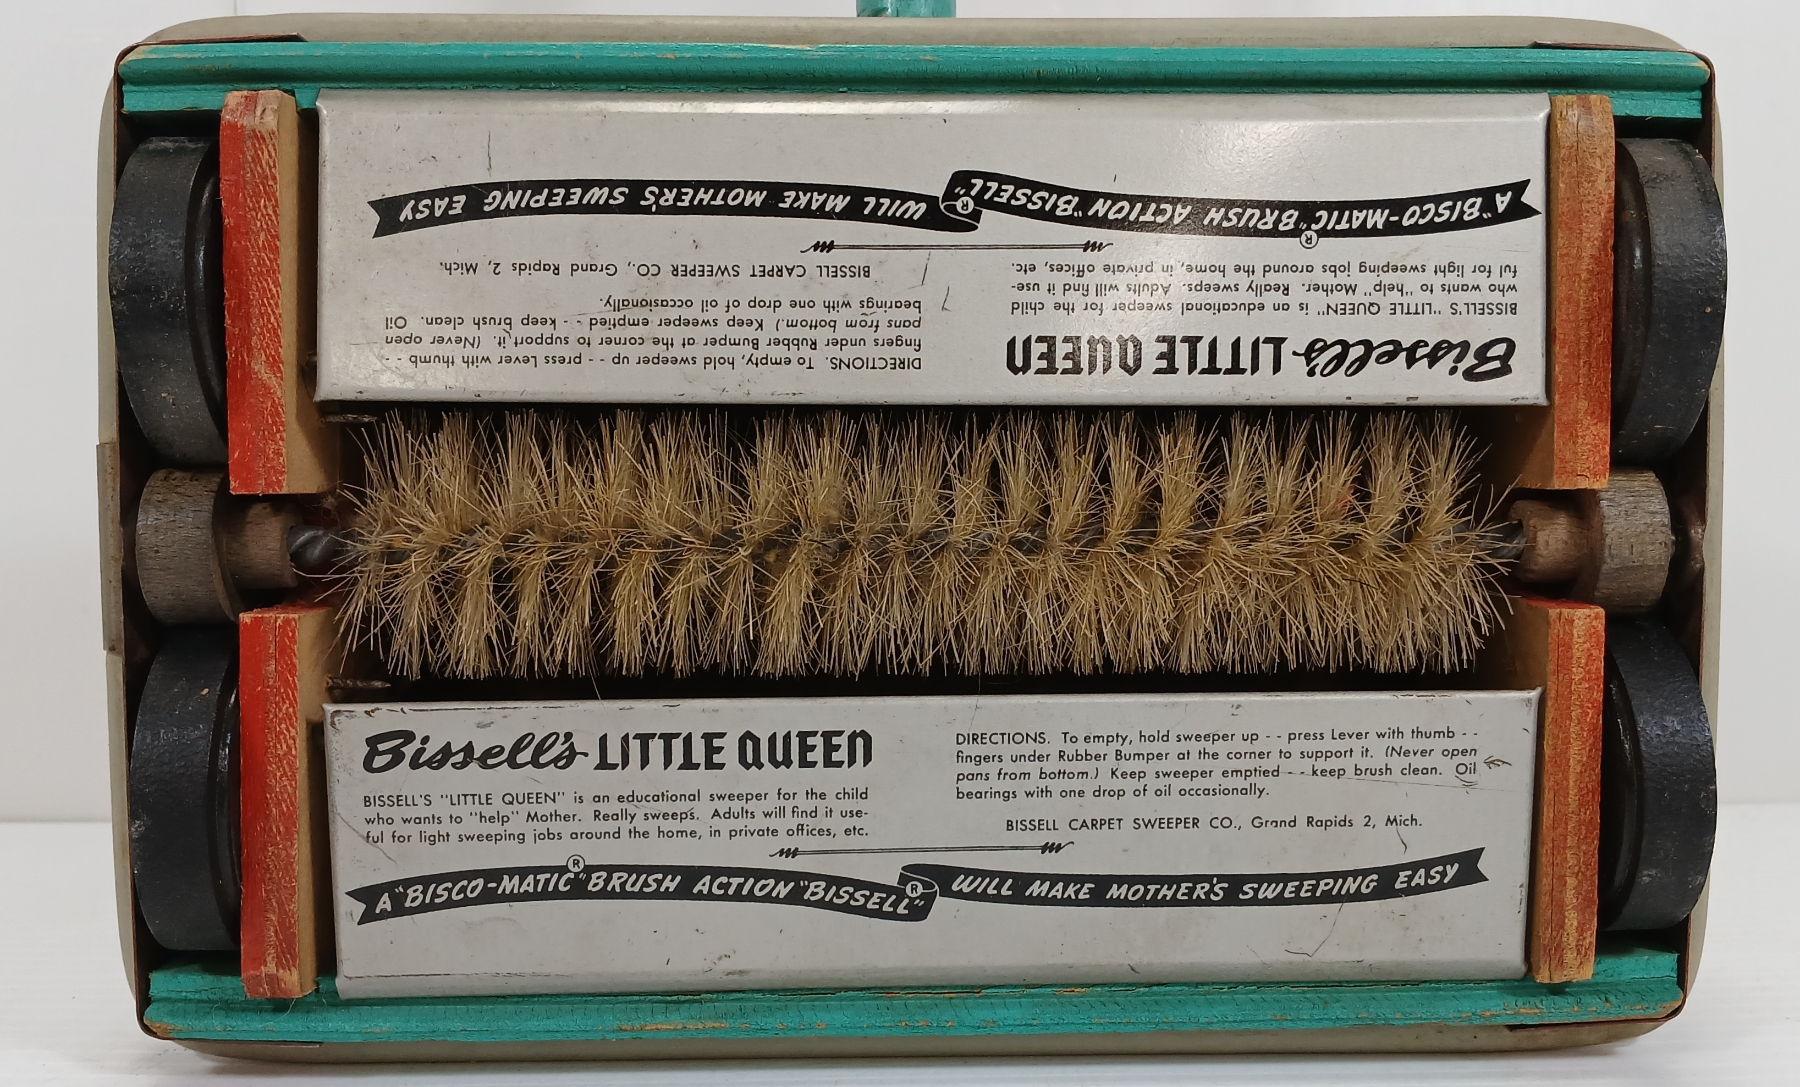 A "BISCO-MATIC"® BRUSH ACTION "BISSELL"® WILL MAKE MOTHER'S SWEEPING EASY
Bissell's LITTLE QUEEN
BISSELL'S "LITTLE QUEEN" is an educational sweeper for the child
who wants to "help" Mother. Really sweeps. Adults will find it use-
ful for light sweeping jobs around the home, in private offices, etc.
DIRECTIONS. To empty, hold sweeper up - - press Lever with thumb - -
fingers under Rubber Bumper at the corner to support it. (Never open
pans from bottom.) Keep sweeper emptied - - keep brush clean. Oil
bearings with one drop of oil occasionally.
BISSELL CARPET SWEEPER CO., Grand Rapids 2, Mich.
Bissell's LITTLE QUEEN
BISSELL'S "LITTLE QUEEN" is an educational sweeper for the child
who wants to "help" Mother. Really sweeps. Adults will find it use-
ful for light sweeping jobs around the home, in private offices, etc.
DIRECTIONS. To empty, hold sweeper up - - press Lever with thumb - -
fingers under Rubber Bumper at the corner to support it. (Never open
pans from bottom.) Keep sweeper emptied - - keep brush clean. Oil
bearings with one drop of oil occasionally.
BISSELL CARPET SWEEPER CO., Grand Rapids 2, Mich.
A "BISCO-MATIC"® BRUSH ACTION "BISSELL"® WILL MAKE MOTHER'S SWEEPING EASY